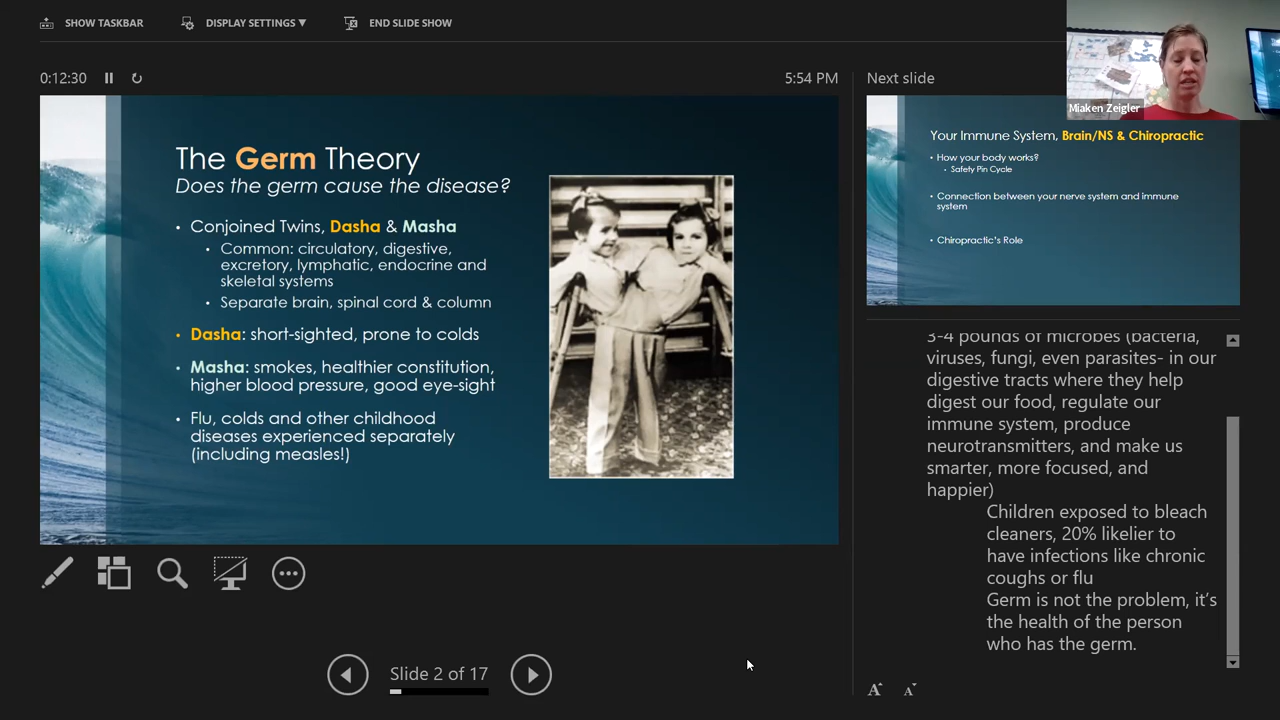 SHOW TASKBAR
DISPLAY SETTINGS ▼
END SLIDE SHOW
0:12:30
5:54 PM
The Germ Theory
Does the germ cause the disease?
• Conjoined Twins, Dasha & Masha
• Common: circulatory, digestive,
excretory, lymphatic, endocrine and
skeletal systems
• Separate brain, spinal cord & column
• Dasha: short-sighted, prone to colds
• Masha: smokes, healthier constitution,
higher blood pressure, good eye-sight
• Flu, colds and other childhood
diseases experienced separately
(including measles!)
Slide 2 of 17
Next slide
Miaken Zeigler
Your Immune System, Brain/NS & Chiropractic
• How your body works?
• Safety Pin Cycle
• Connection between your nerve system and immune
system
• Chiropractic's Role
3-4 pounds of microbes (bacteria,
viruses, fungi, even parasites- in our
digestive tracts where they help
digest our food, regulate our
immune system, produce
neurotransmitters, and make us
smarter, more focused, and
happier)
Children exposed to bleach
cleaners, 20% likelier to
have infections like chronic
coughs or flu
Germ is not the problem, it's
the health of the person
who has the germ.
A A